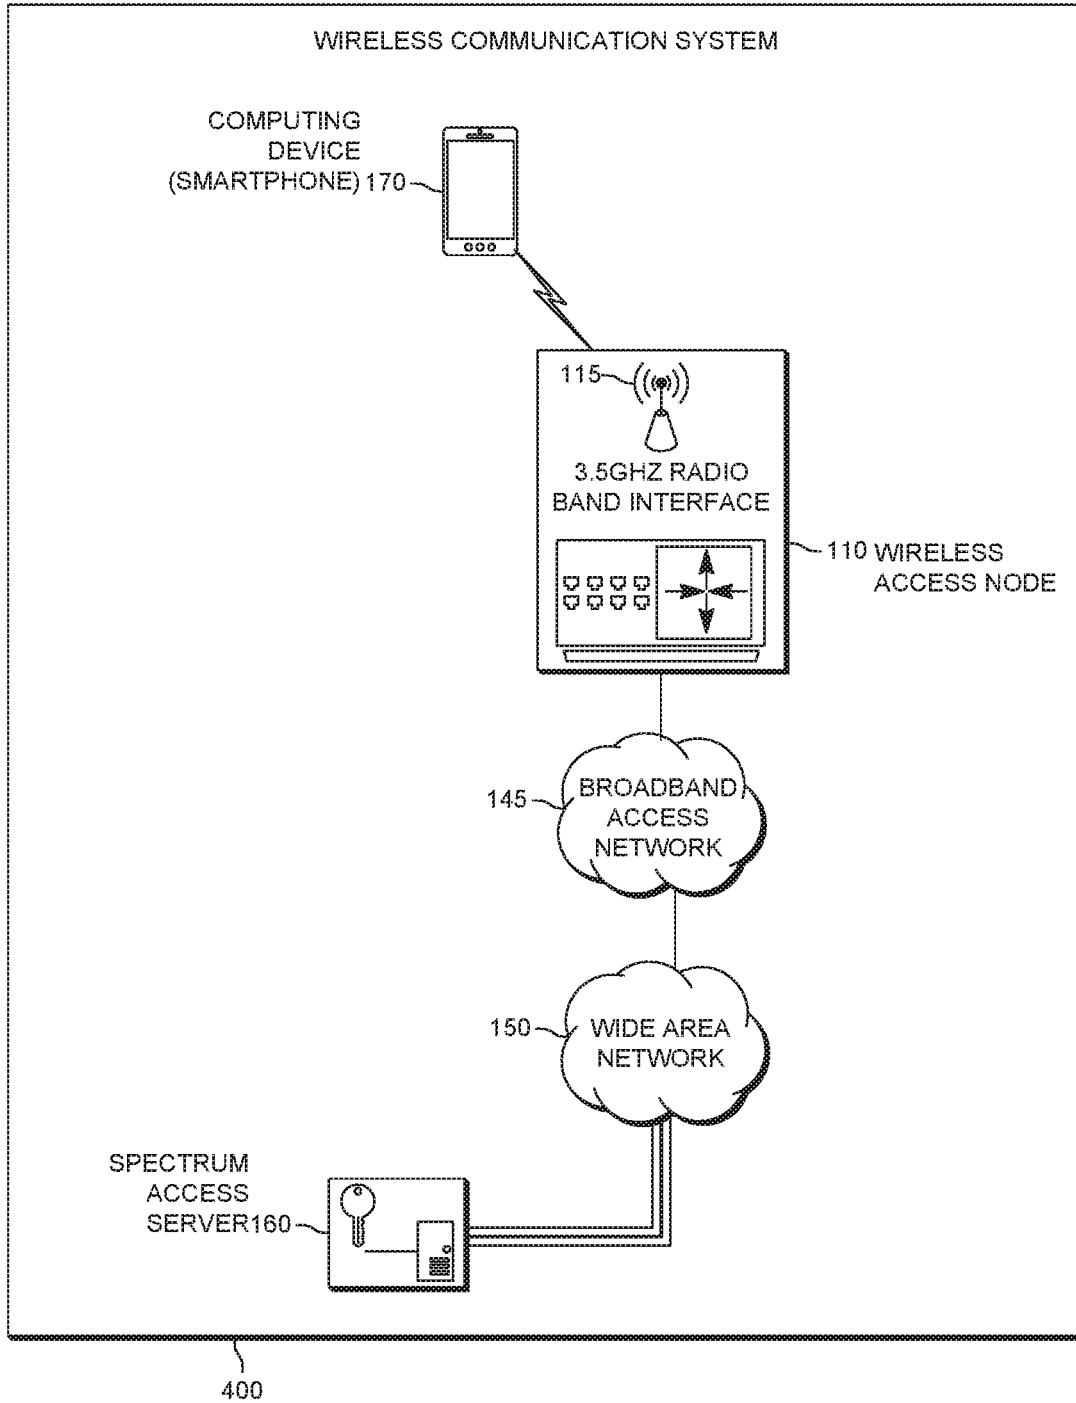 WIRELESS COMMUNICATION SYSTEM
COMPUTING
DEVICE
(SMARTPHONE) 170
115
3.5GHZ RADIO
BAND INTERFACE
110 WIRELESS
ACCESS NODE
145
BROADBAND
ACCESS
NETWORK
150
WIDE AREA
NETWORK
SPECTRUM
ACCESS
SERVER160
400